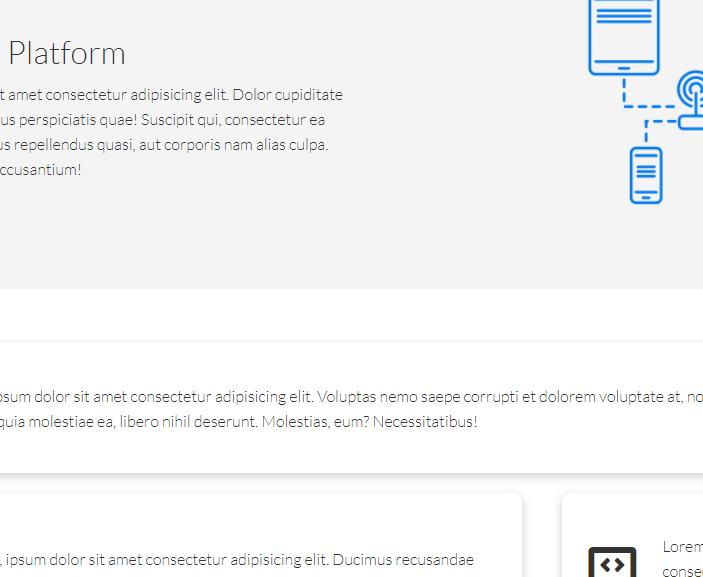 Platform
t amet consectetur adipisicing elit. Dolor cupiditate
us perspiciatis quae! Suscipit qui, consectetur ea
us repellendus quasi, aut corporis nam alias culpa.
ccusantium!
psum dolor sit amet consectetur adipisicing elit. Voluptas nemo saepe corrupti et dolorem voluptate at, no
quia molestiae ea, libero nihil deserunt. Molestias, eum? Necessitatibus!
, ipsum dolor sit amet consectetur adipisicing elit. Ducimus recusandae
Lorem
conse